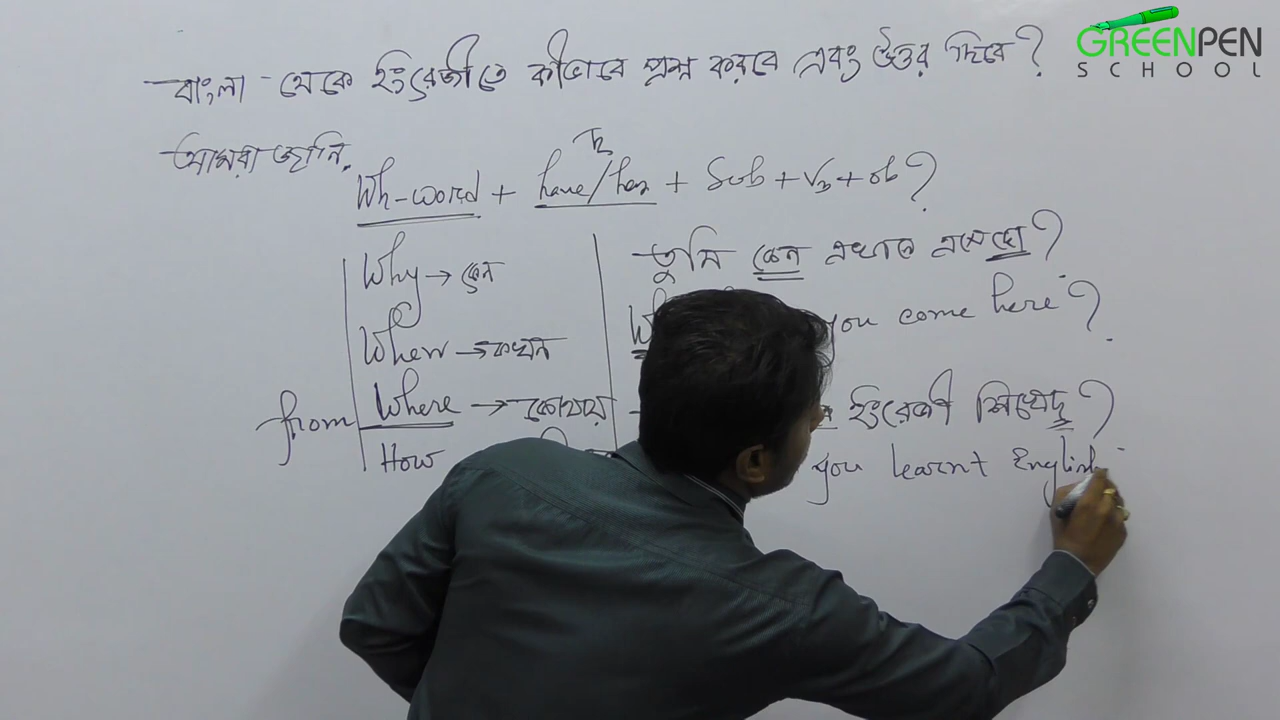 GREENPEN
SCHOOL
বাংলা থেকে ইংরেজীতে কীভাবে প্রশ্ন করবে এবং উত্তর দিবে?
আমরা জানি,
Wh-word + have/has + Sub + V3 + ob?
Why → কেন
When → কখন
from Where → কোথায়
How
তুমি কেন এখানে এসেছো?
you come here?
ইংরেজী শিখেছ?
you learnt English